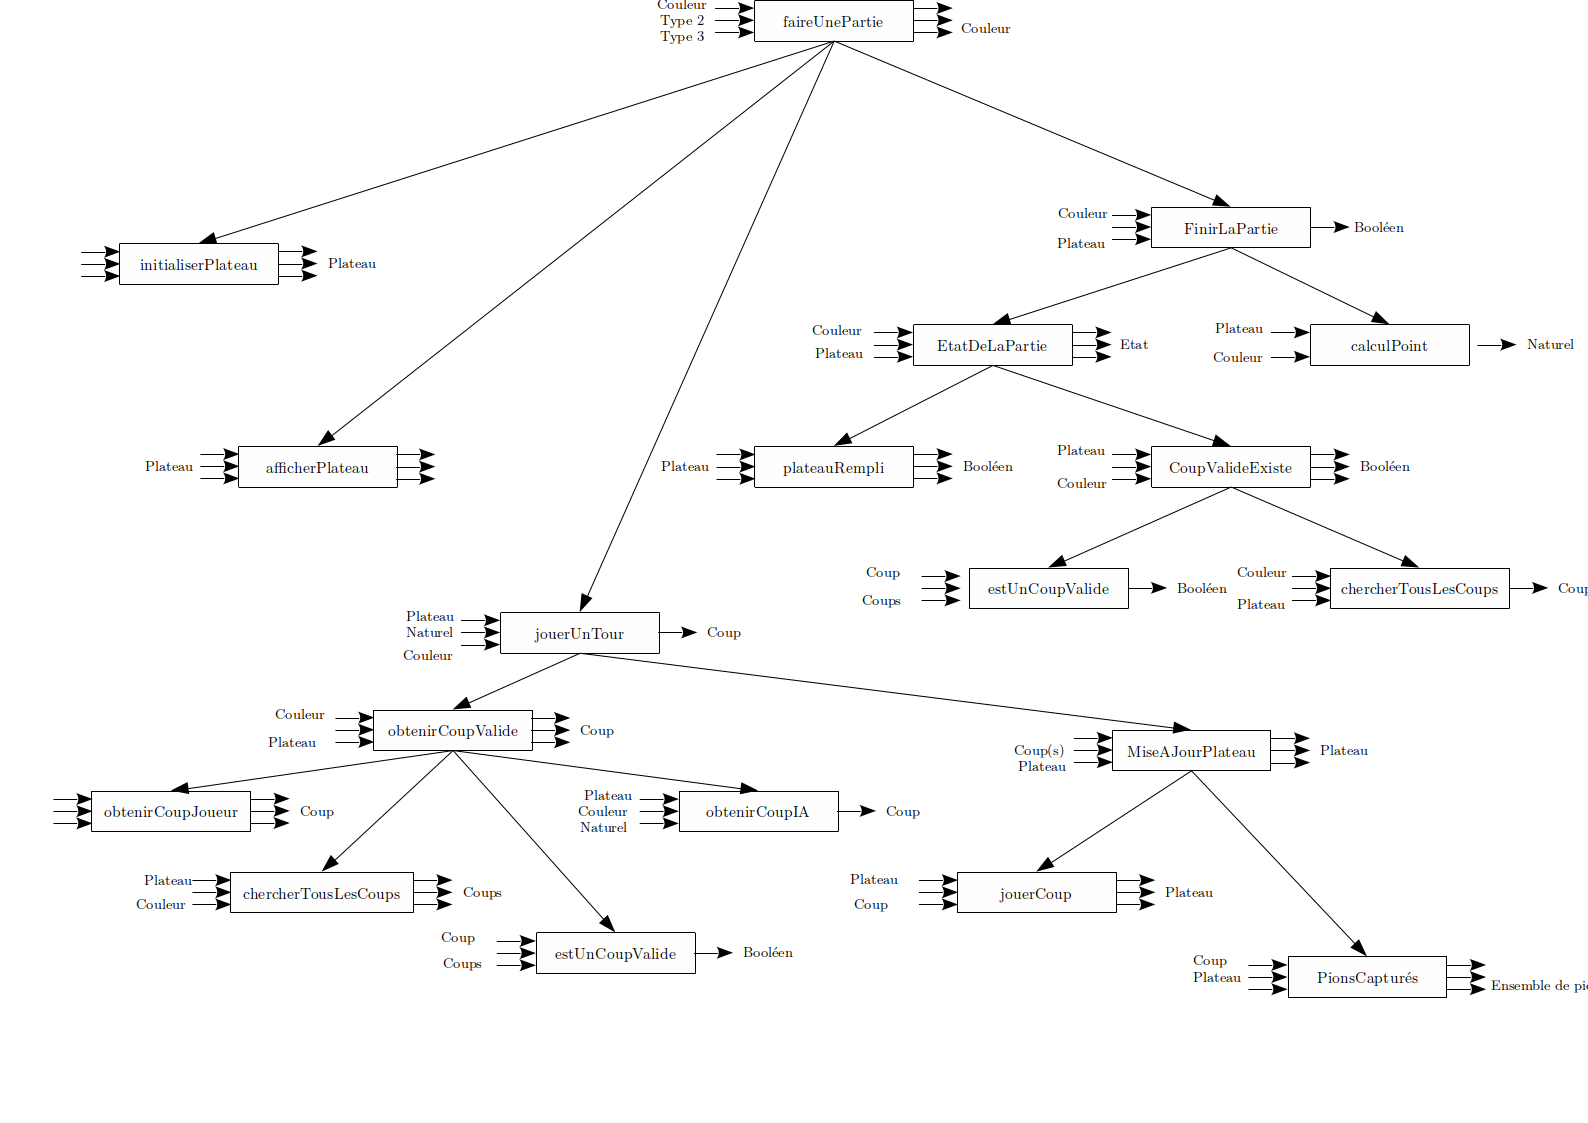 Couleur
Type 2
Type 3
faireUnePartie
Couleur
Couleur
Plateau
FinirLaPartie
Booléen
initialiserPlateau
Plateau
Couleur
Plateau
EtatDeLaPartie
Etat
Plateau
Couleur
calculPoint
Naturel
Plateau
afficherPlateau
Plateau
plateauRempli
Booléen
Plateau
Couleur
CoupValideExiste
Booléen
Coup
Coups
estUnCoupValide
Booléen
Couleur
Plateau
chercherTousLesCoups
Coup
Plateau
Naturel
Couleur
jouerUnTour
Coup
Couleur
Plateau
obtenirCoupValide
Coup
Coup(s)
Plateau
MiseAJourPlateau
Plateau
obtenirCoupJoueur
Coup
Plateau
Couleur
Naturel
obtenirCoupIA
Coup
Plateau
Couleur
chercherTousLesCoups
Coups
Plateau
Coup
jouerCoup
Plateau
Coup
Coups
estUnCoupValide
Booléen
Coup
Plateau
PionsCapturés
Ensemble de